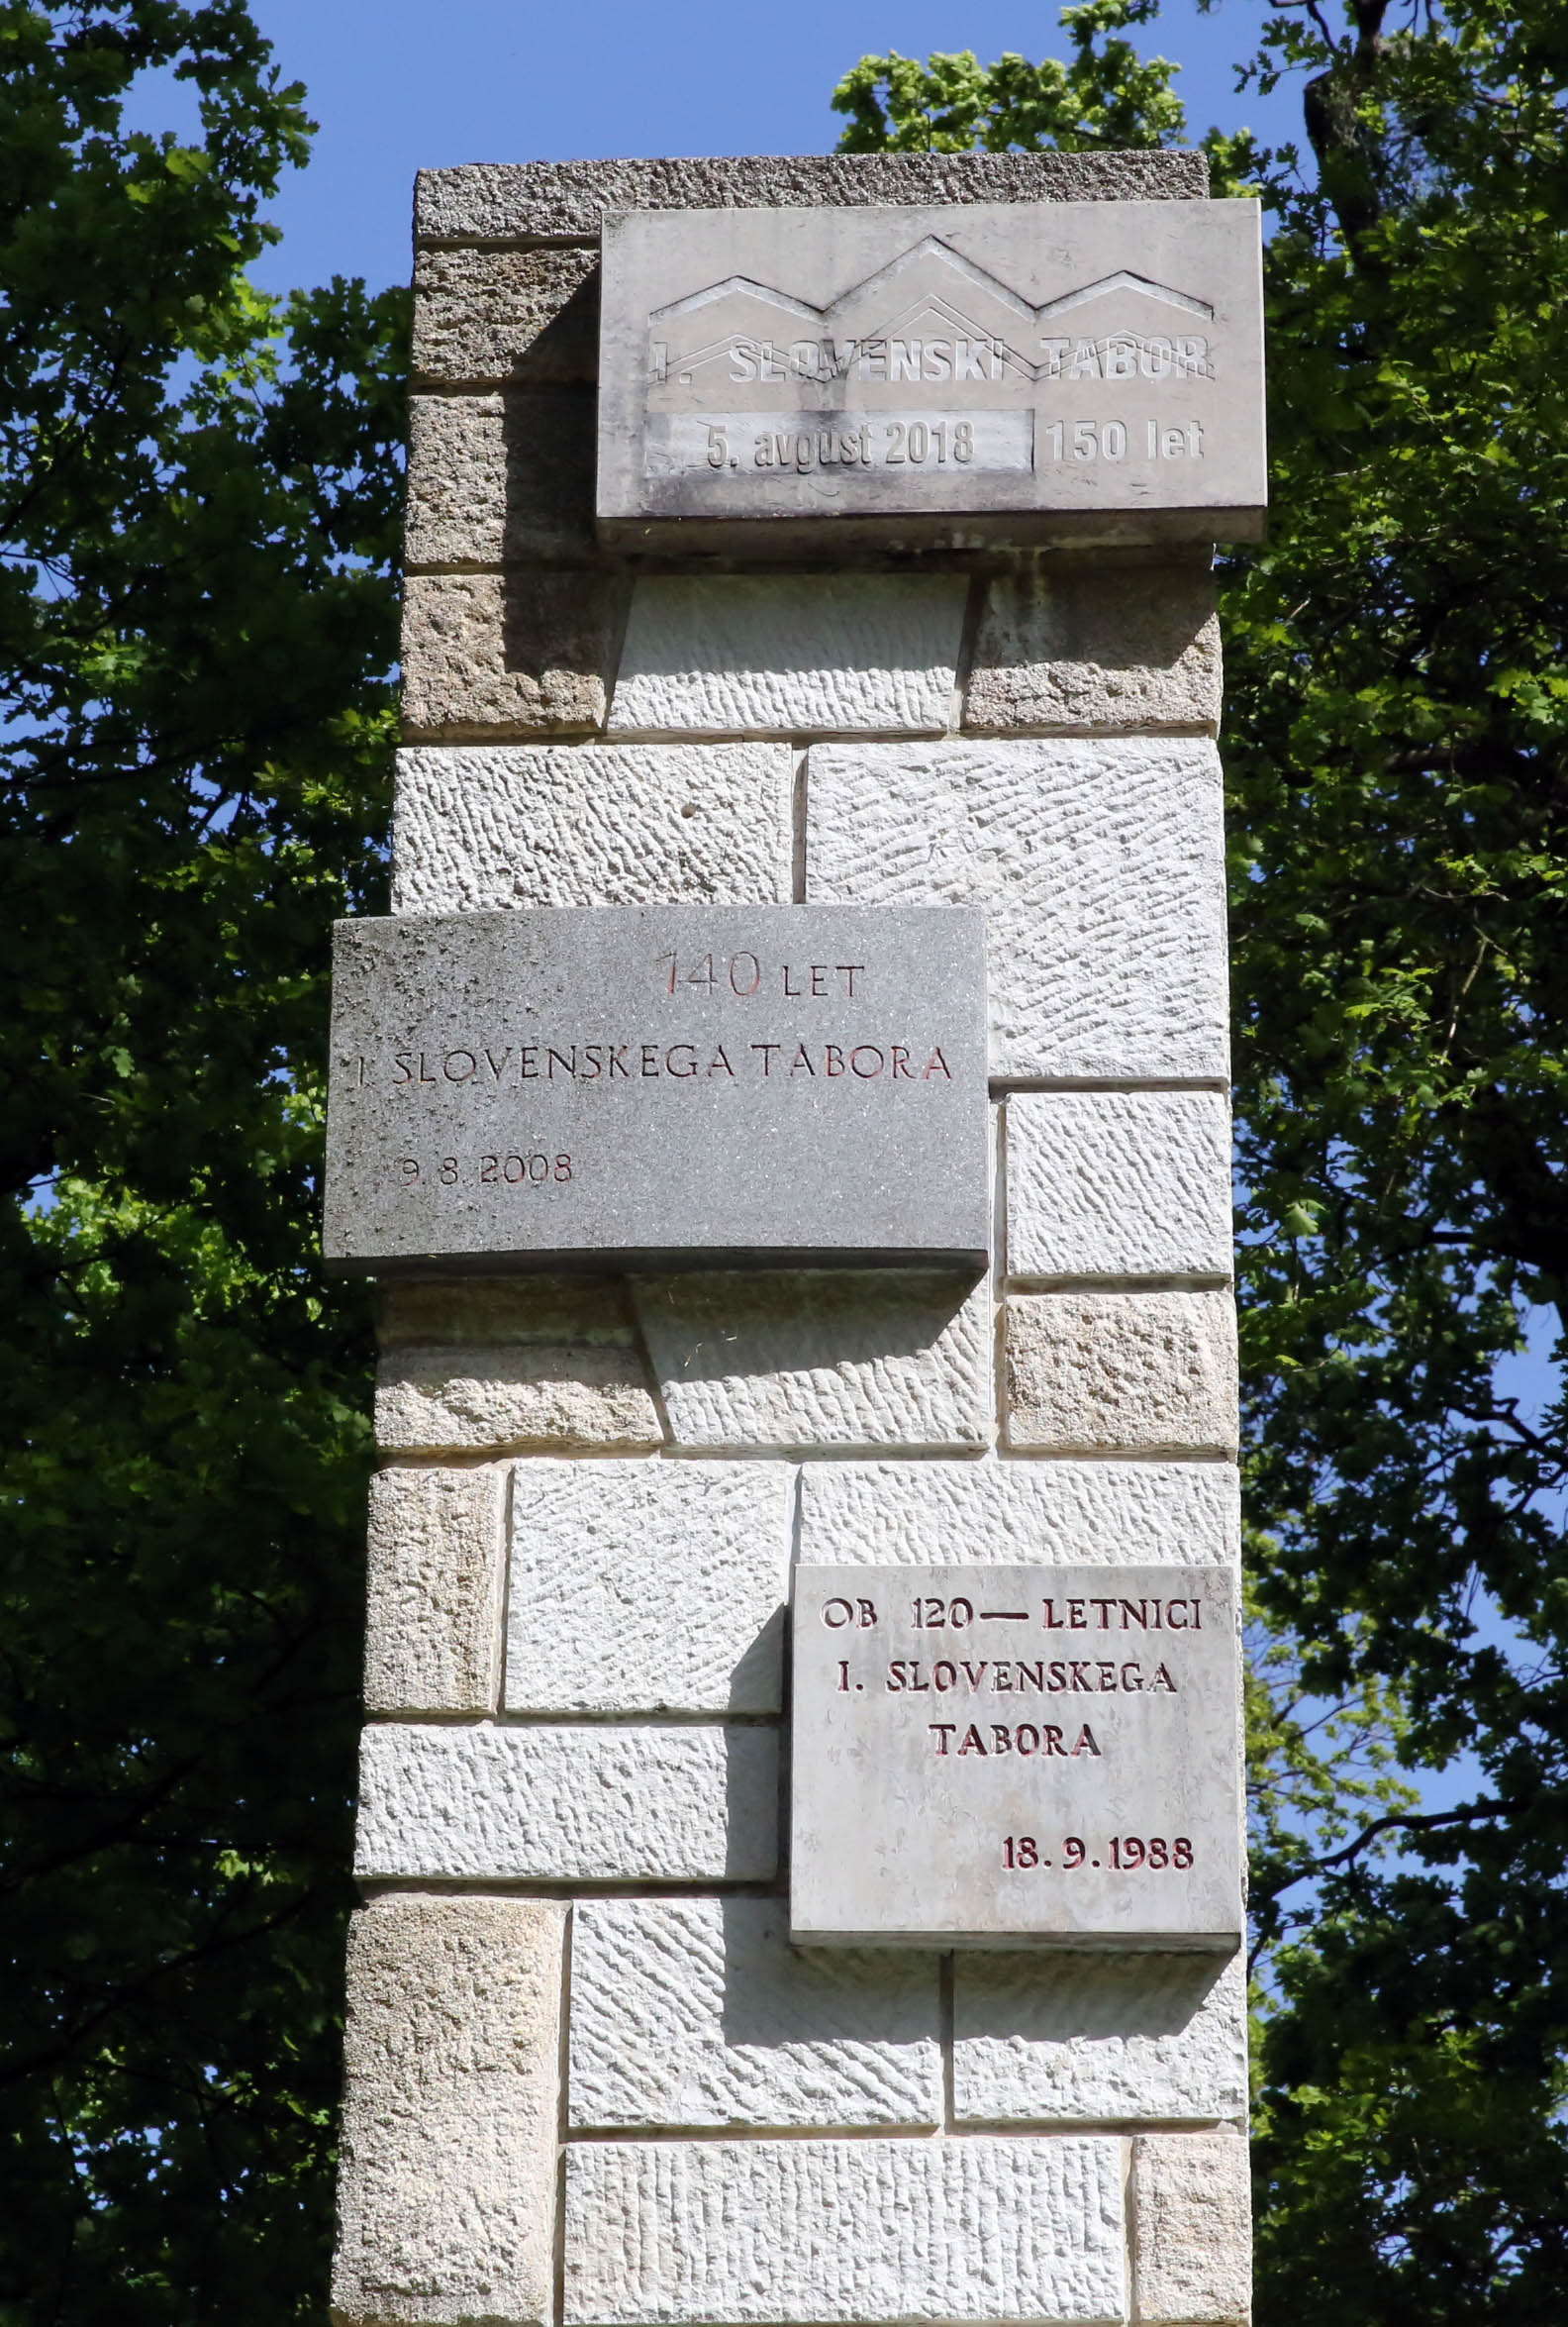 1. SLOVENSKI TABOR
5. avgust 2018 150 let
140 LET
I. SLOVENSKEGA TABORA
9. 8. 2008
OB 120 — LETNICI
I. SLOVENSKEGA
TABORA
18. 9. 1988